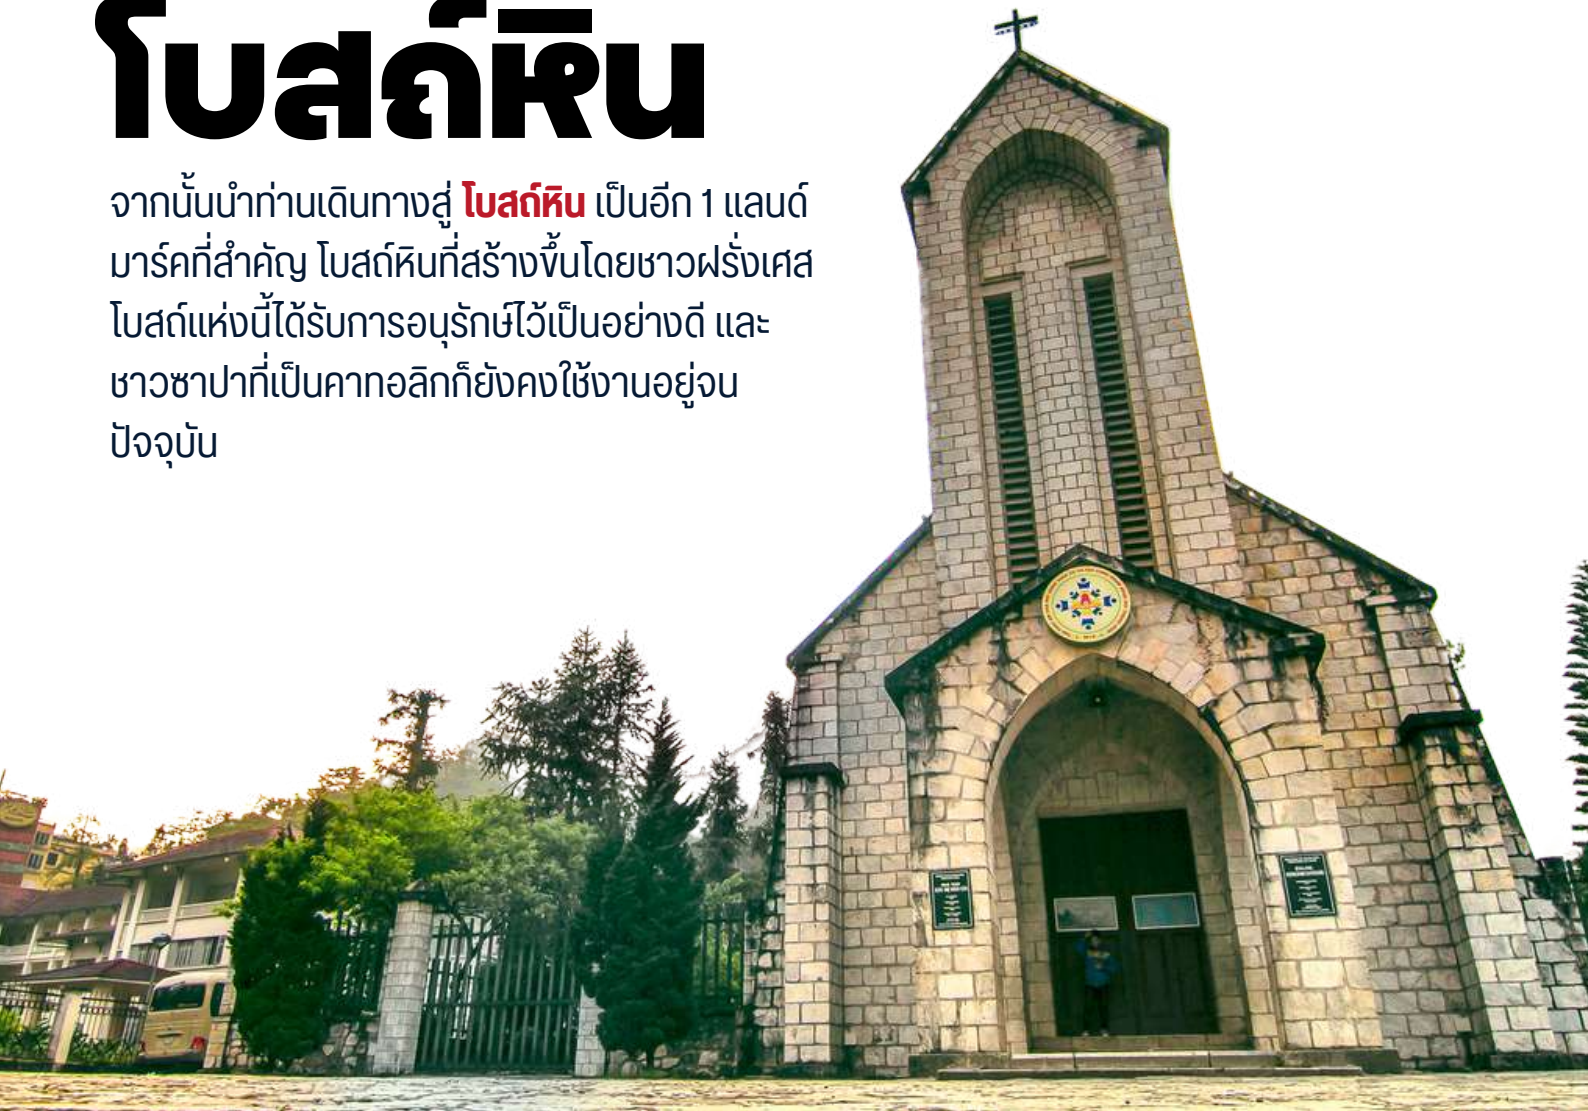 โบสถ์หิน
จากนั้นนำท่านเดินทางสู่ โบสถ์หิน เป็นอีก 1 แลนด์
มาร์คที่สำคัญ โบสถ์หินที่สร้างขึ้นโดยชาวฝรั่งเศส
โบสถ์แห่งนี้ได้รับการอนุรักษ์ไว้เป็นอย่างดี และ
ชาวซาปาที่เป็นคาทอลิกก็ยังคงใช้งานอยู่จน
ปัจจุบัน